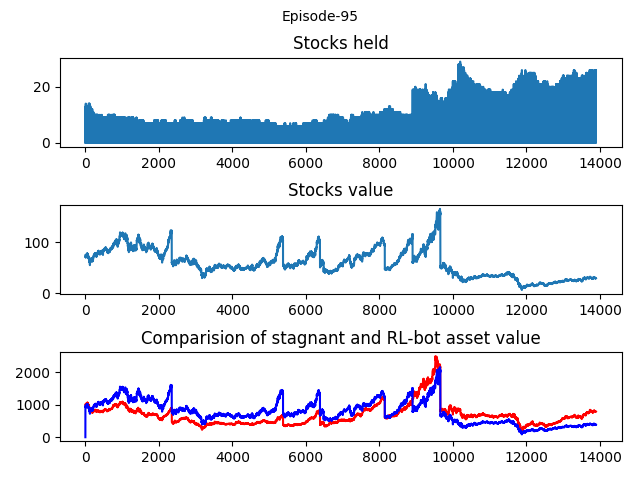 Episode-95
Stocks held
20
0
0 2000 4000 6000 8000 10000 12000 14000
Stocks value
100
0
0 2000 4000 6000 8000 10000 12000 14000
Comparision of stagnant and RL-bot asset value
2000
1000
0
0 2000 4000 6000 8000 10000 12000 14000